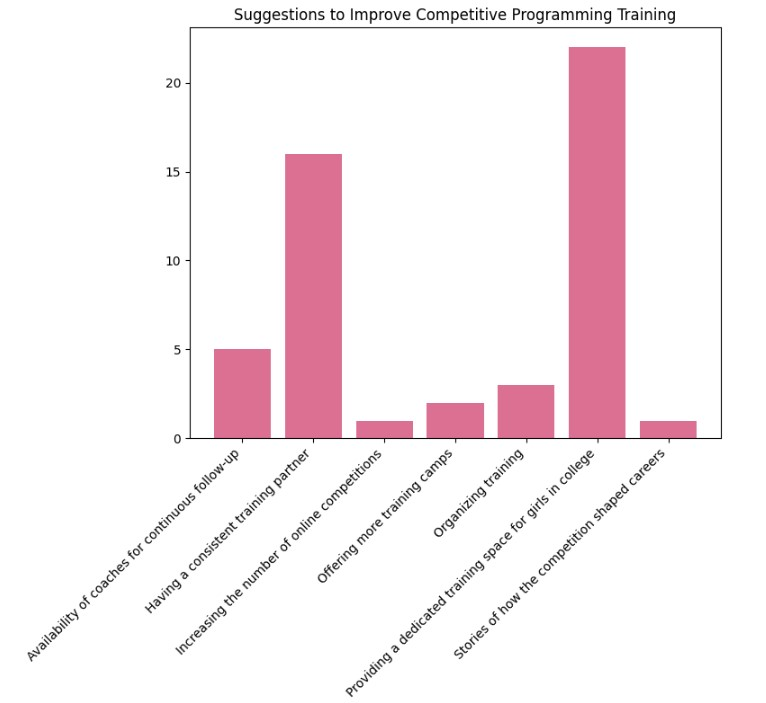 Suggestions to Improve Competitive Programming Training
20
15
10
5
0
Availability of coaches for continuous follow-up
Having a consistent training partner
Increasing the number of online competitions
Offering more training camps
Organizing training
Providing a dedicated training space for girls in college
Stories of how the competition shaped careers